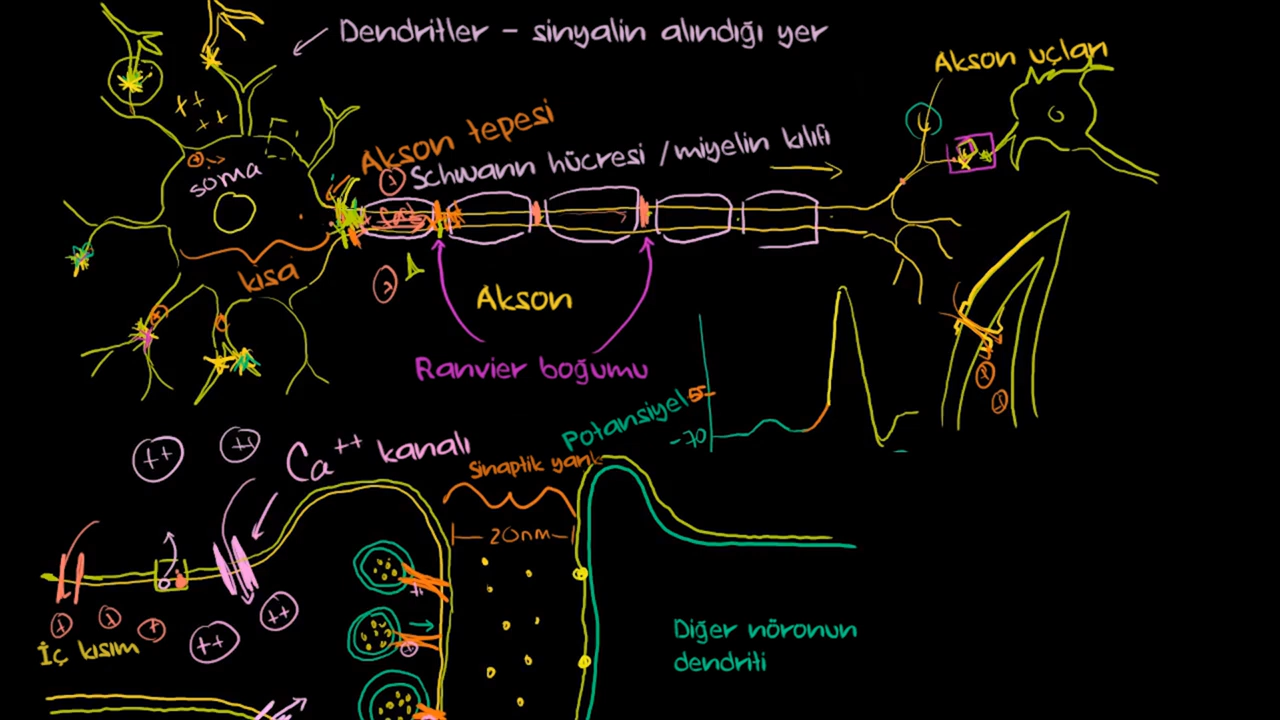 Dendritler – sinyalin alındığı yer
Akson uçları
Akson tepesi
Schwann hücresi / miyelin kılıfı
soma
kısa
Akson
Ranvier boğumu
Potansiyel
-55
-70
Ca⁺⁺ kanalı
Sinaptik yarık
20nm
++
++
++
++
İç kısım
Diğer nöronun
dendriti